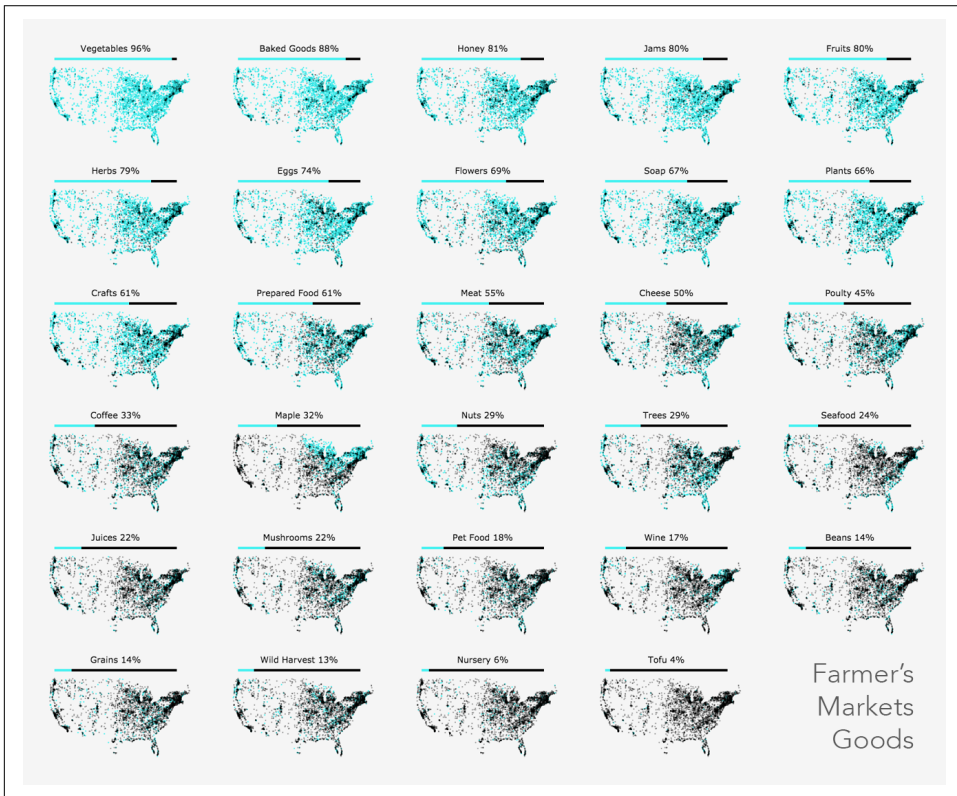 Vegetables 96%
Baked Goods 88%
Honey 81%
Jams 80%
Fruits 80%
Herbs 79%
Eggs 74%
Flowers 69%
Soap 67%
Plants 66%
Crafts 61%
Prepared Food 61%
Meat 55%
Cheese 50%
Poulty 45%
Coffee 33%
Maple 32%
Nuts 29%
Trees 29%
Seafood 24%
Juices 22%
Mushrooms 22%
Pet Food 18%
Wine 17%
Beans 14%
Grains 14%
Wild Harvest 13%
Nursery 6%
Tofu 4%
Farmer's
Markets
Goods